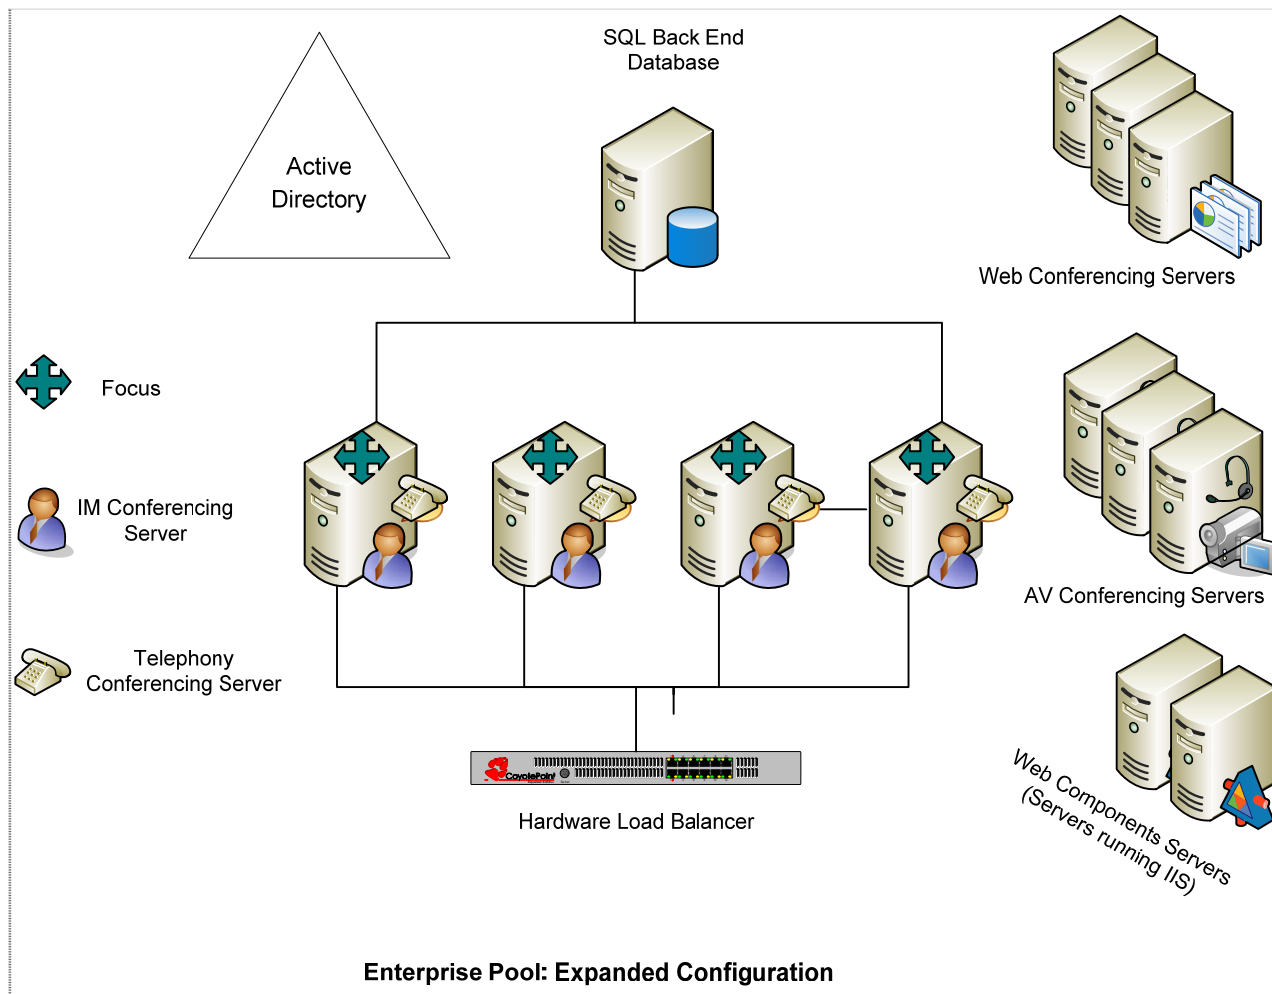 SQL Back End
Database
Active
Directory
Web Conferencing Servers
Focus
IM Conferencing
Server
AV Conferencing Servers
Telephony
Conferencing Server
CoyotePoint
Web Components Servers
(Servers running IIS)
Hardware Load Balancer
Enterprise Pool: Expanded Configuration